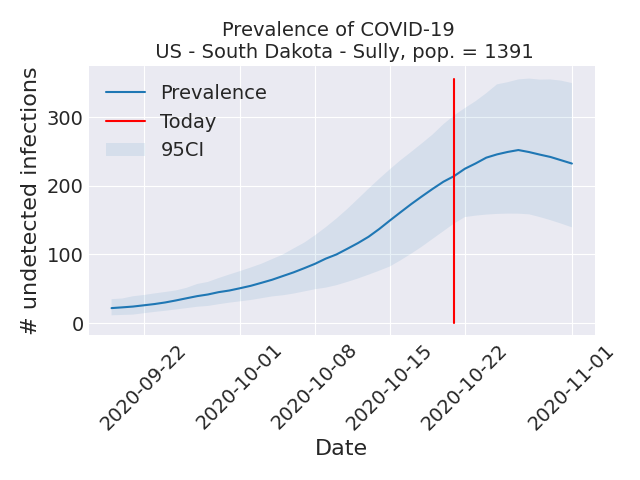 Prevalence of COVID-19
US - South Dakota - Sully, pop. = 1391
# undetected infections
300
200
100
0
Prevalence
Today
95CI
2020-09-22
2020-10-01
2020-10-08
2020-10-15
2020-10-22
2020-11-01
Date